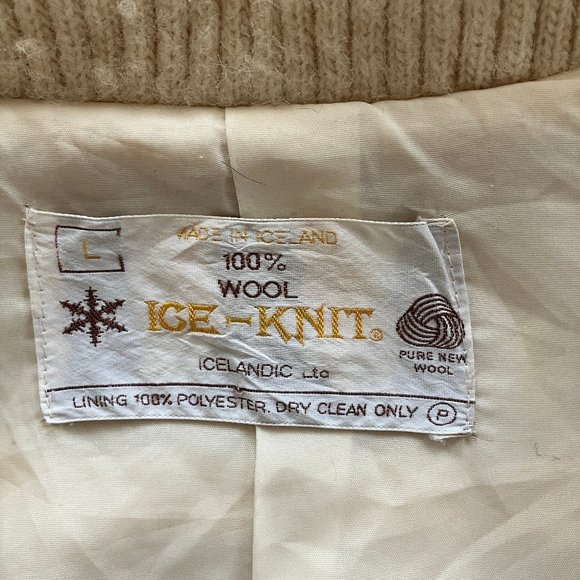 L
MADE IN ICELAND
100%
WOOL
ICE-KNIT®
PURE NEW
WOOL
ICELANDIC Ltd
LINING 100% POLYESTER. DRY CLEAN ONLY P